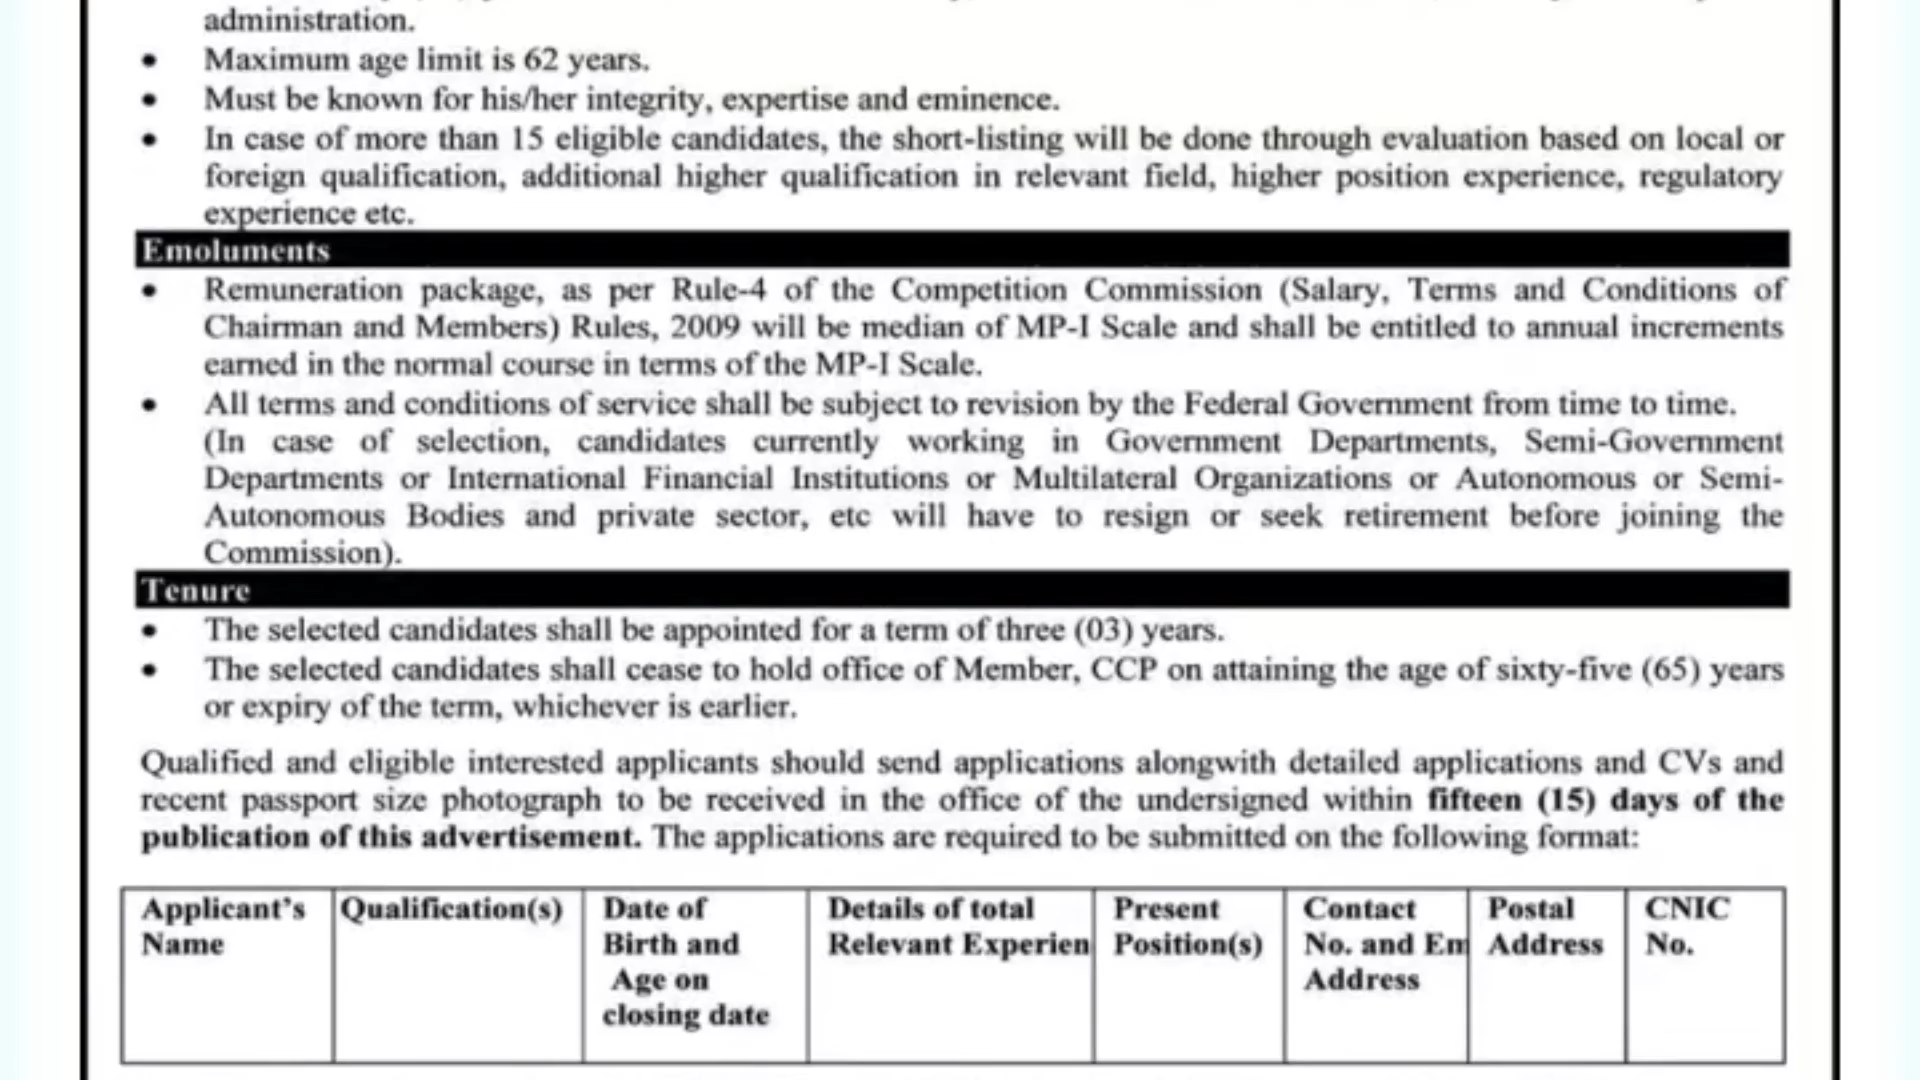 administration.
• Maximum age limit is 62 years.
• Must be known for his/her integrity, expertise and eminence.
• In case of more than 15 eligible candidates, the short-listing will be done through evaluation based on local or
foreign qualification, additional higher qualification in relevant field, higher position experience, regulatory
experience etc.
Emoluments
• Remuneration package, as per Rule-4 of the Competition Commission (Salary, Terms and Conditions of
Chairman and Members) Rules, 2009 will be median of MP-I Scale and shall be entitled to annual increments
earned in the normal course in terms of the MP-I Scale.
• All terms and conditions of service shall be subject to revision by the Federal Government from time to time.
(In case of selection, candidates currently working in Government Departments, Semi-Government
Departments or International Financial Institutions or Multilateral Organizations or Autonomous or Semi-
Autonomous Bodies and private sector, etc will have to resign or seek retirement before joining the
Commission).
Tenure
• The selected candidates shall be appointed for a term of three (03) years.
• The selected candidates shall cease to hold office of Member, CCP on attaining the age of sixty-five (65) years
or expiry of the term, whichever is earlier.
Qualified and eligible interested applicants should send applications alongwith detailed applications and CVs and
recent passport size photograph to be received in the office of the undersigned within fifteen (15) days of the
publication of this advertisement. The applications are required to be submitted on the following format:
Applicant's
Name
Qualification(s)
Date of
Birth and
Age on
closing date
Details of total
Relevant Experien
Present
Position(s)
Contact
No. and Em
Address
Postal
Address
CNIC
No.